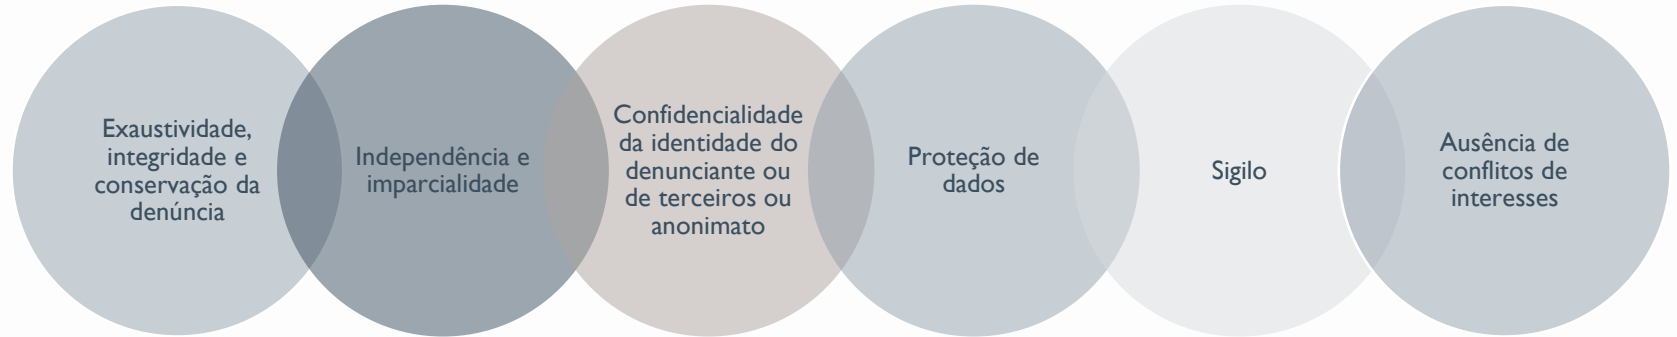 Exaustividade,
integridade e
conservação da
denúncia
Independência e
imparcialidade
Confidencialidade
da identidade do
denunciante ou
de terceiros ou
anonimato
Proteção de
dados
Sigilo
Ausência de
conflitos de
interesses